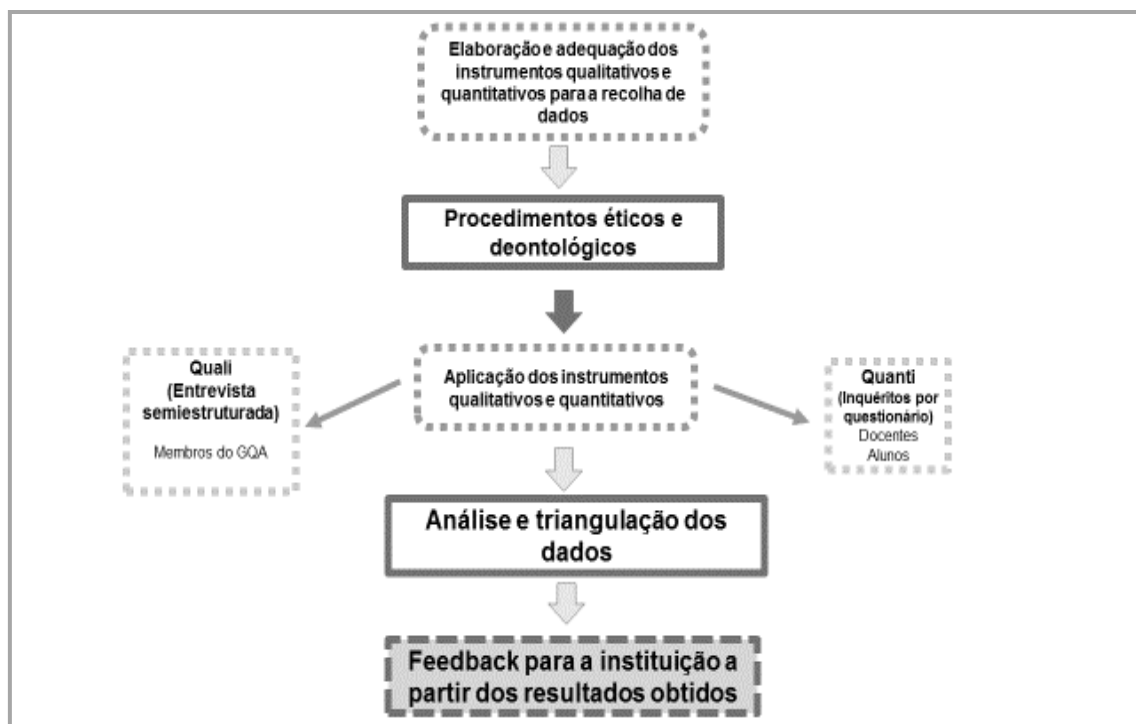 Elaboração e adequação dos
instrumentos qualitativos e
quantitativos para a recolha de
dados
Procedimentos éticos e
deontológicos
Quali
(Entrevista
semiestruturada)
Membros do GQA
Aplicação dos instrumentos
qualitativos e quantitativos
Quanti
(Inquéritos por
questionário)
Docentes
Alunos
Análise e triangulação dos
dados
Feedback para a instituição a
partir dos resultados obtidos